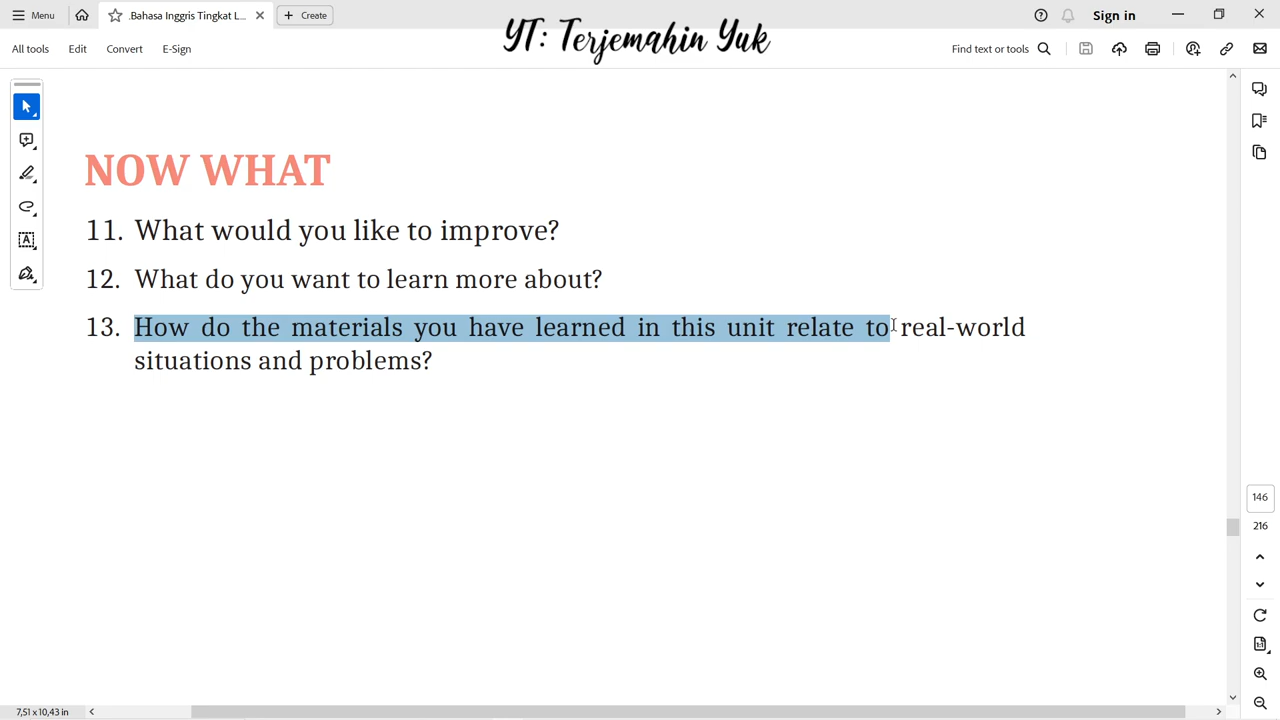 Menu
.Bahasa Inggris Tingkat L...
Create
Sign in
All tools
Edit
Convert
E-Sign
YT: Terjemahin Yuk
Find text or tools
NOW WHAT
11. What would you like to improve?
12. What do you want to learn more about?
13. How do the materials you have learned in this unit relate to real-world
situations and problems?
146
216
7,51 x 10,43 in